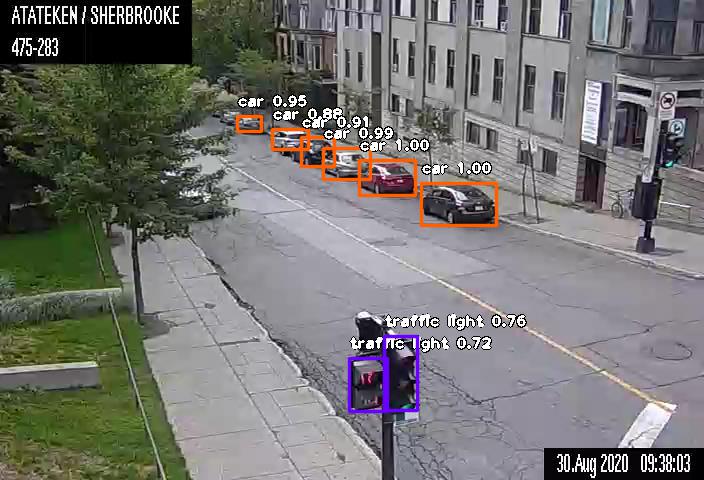 ATATEKEN / SHERBROOKE
475-283
car 0.95
car 0.88
car 0.91
car 0.99
car 1.00
car 1.00
traffic light 0.76
traffic light 0.72
30.Aug 2020 09:38:03